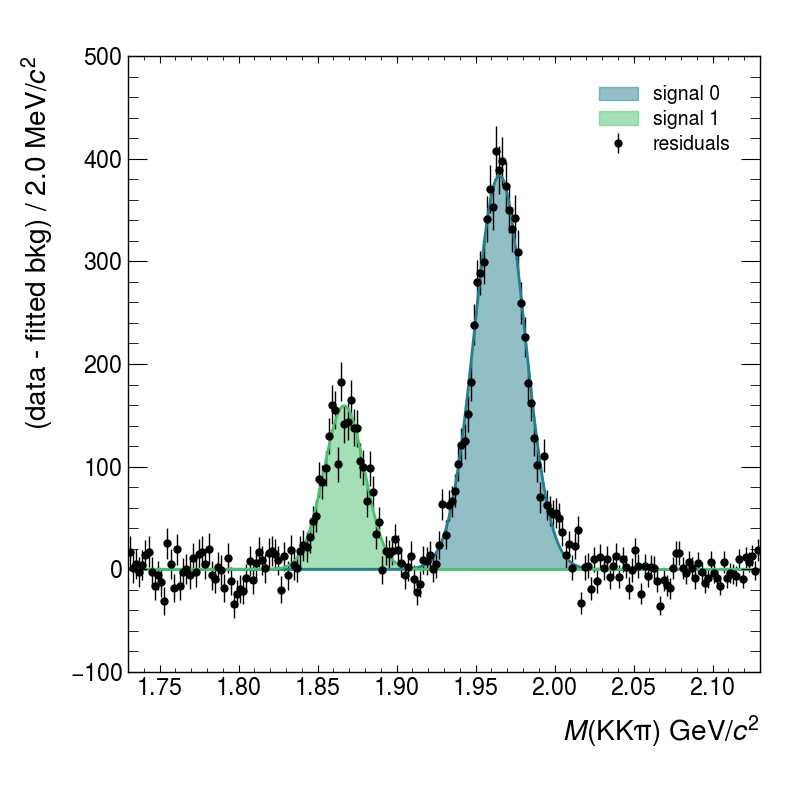 (data - fitted bkg) / 2.0 MeV/c²
500
400
300
200
100
0
−100
signal 0
signal 1
residuals
1.75 1.80 1.85 1.90 1.95 2.00 2.05 2.10
M(KKπ) GeV/c²